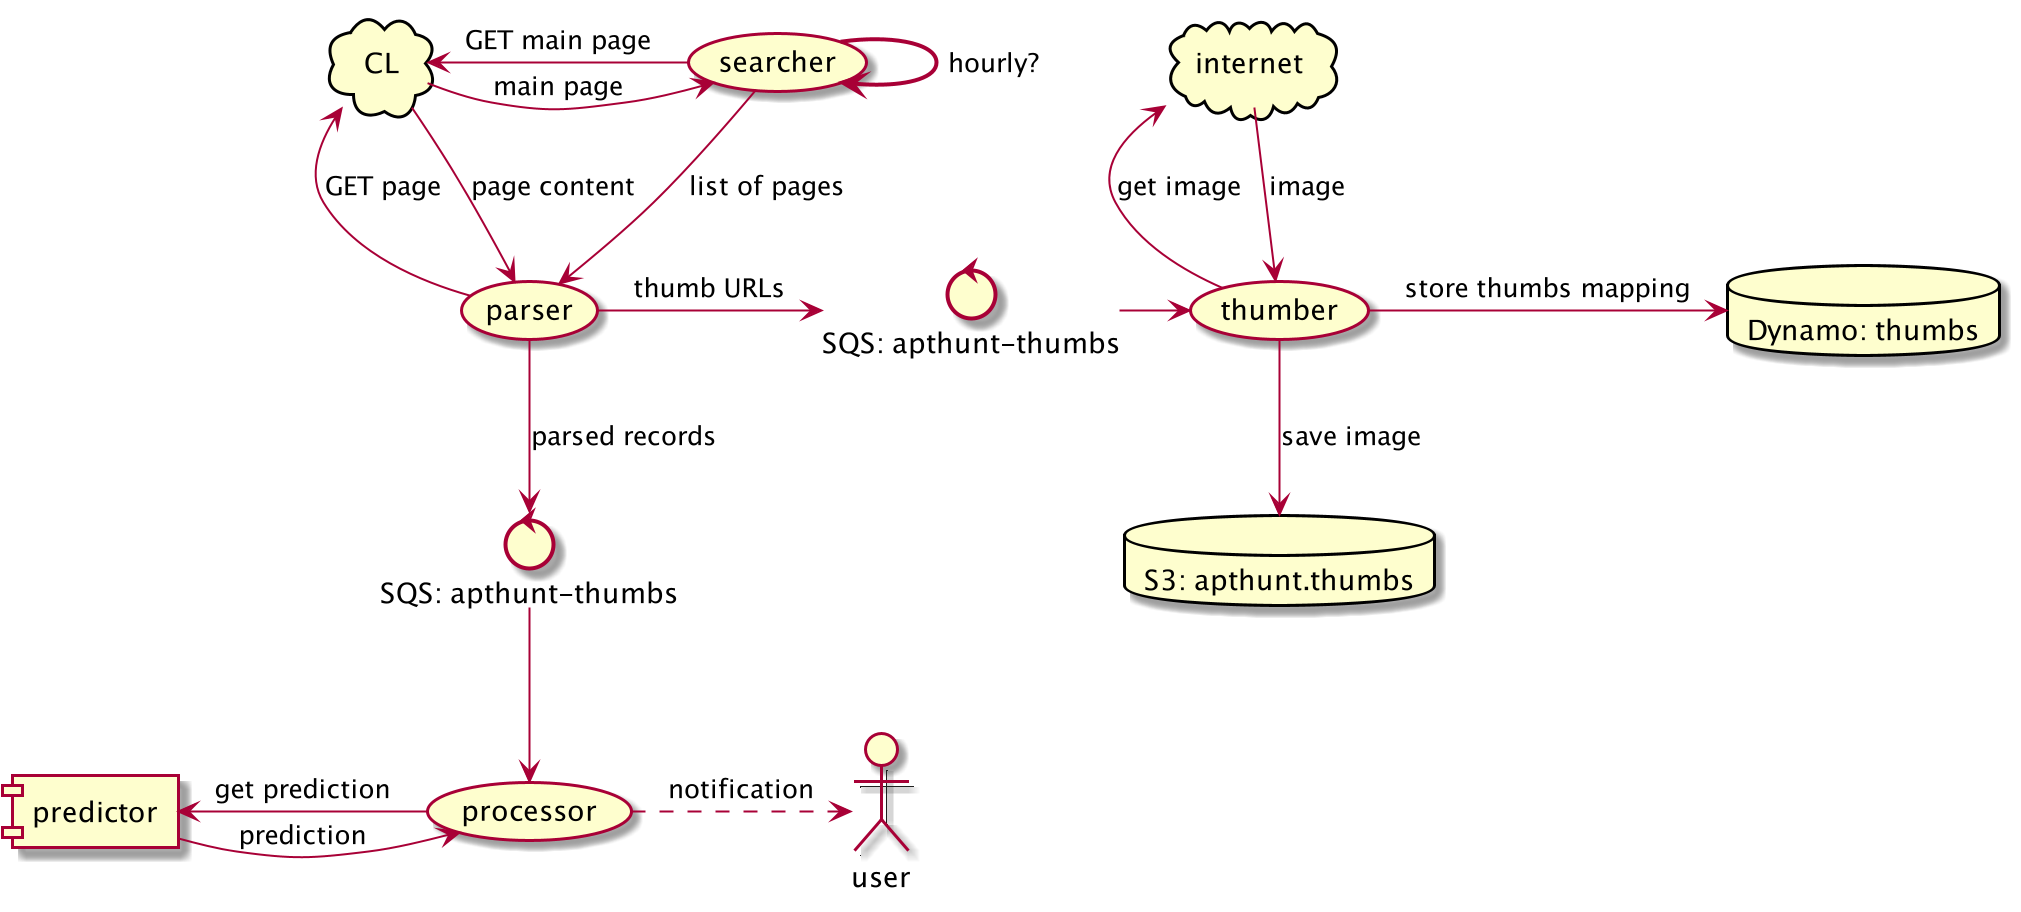 CL
GET main page
searcher
hourly?
main page
internet
GET page
page content
list of pages
get image
image
parser
thumb URLs
SQS: apthunt-thumbs
thumber
store thumbs mapping
Dynamo: thumbs
parsed records
save image
SQS: apthunt-thumbs
S3: apthunt.thumbs
predictor
get prediction
prediction
processor
notification
user